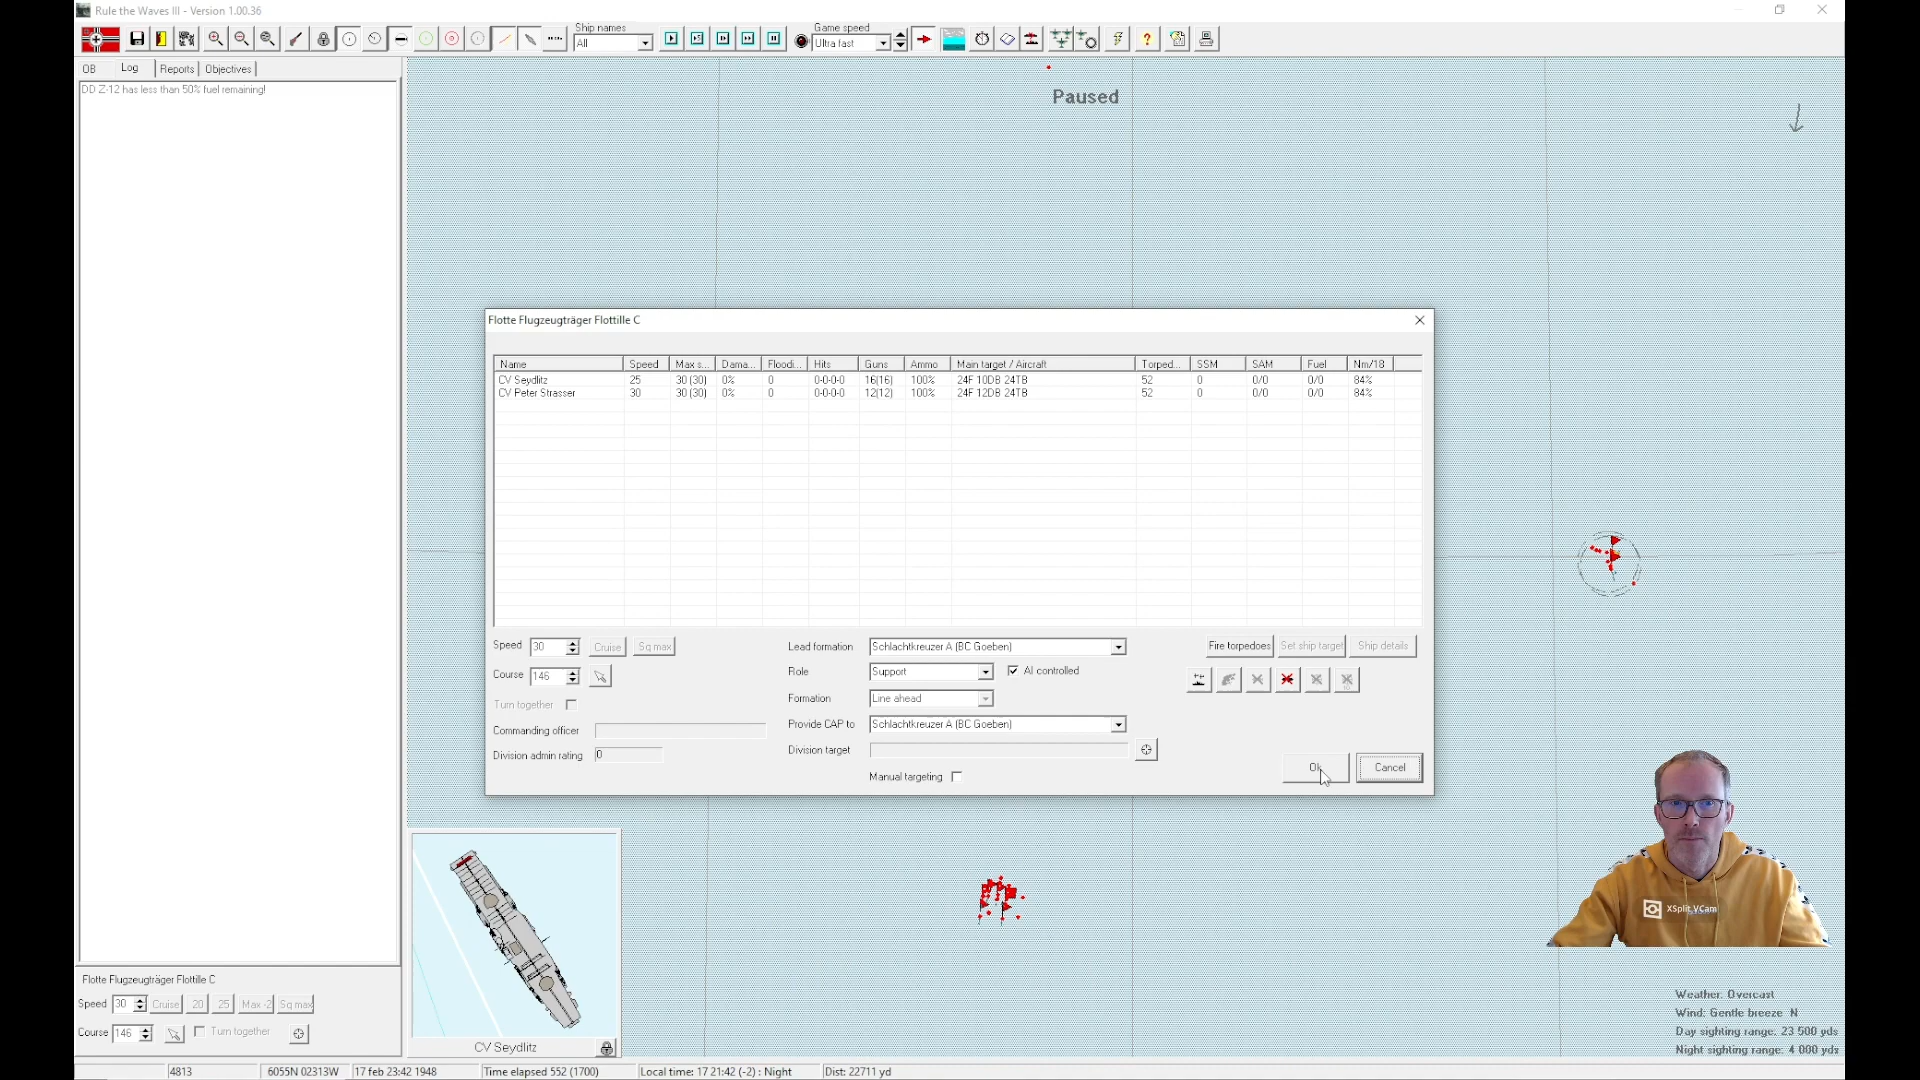 Rule the Waves III - Version 1.00.36
Ship names
All
Game speed
Ultra fast
OB
Log
Reports
Objectives
DD Z-12 has less than 50% fuel remaining!
Paused
Flotte Flugzeugträger Flottille C
Name Speed Max s... Dama... Floodi... Hits Guns Ammo Main target / Aircraft Torped... SSM SAM Fuel Nm/18
CV Seydlitz 25 30 (30) 0% 0 0-0-0-0 16(16) 100% 24F 10DB 24TB 52 0 0/0 0/0 84%
CV Peter Strasser 30 30 (30) 0% 0 0-0-0-0 12(12) 100% 24F 12DB 24TB 52 0 0/0 0/0 84%
Speed 30 Cruise Sq max
Course 146
Turn together
Commanding officer
Division admin rating 0
Lead formation Schlachtkreuzer A (BC Goeben)
Role Support AI controlled
Formation Line ahead
Provide CAP to Schlachtkreuzer A (BC Goeben)
Division target
Manual targeting
Fire torpedoes Set ship target Ship details
Ok Cancel
XSplit VCam
Flotte Flugzeugträger Flottille C
Speed 30 Cruise 20 25 Max -2 Sq max
Course 146 Turn together
CV Seydlitz
Weather: Overcast
Wind: Gentle breeze N
Day sighting range: 23 500 yds
Night sighting range: 4 000 yds
4813 6055N 02313W 17 feb 23:42 1948 Time elapsed 552 (1700) Local time: 17 21:42 (-2) : Night Dist: 22711 yd